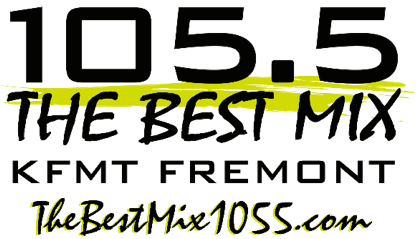 105.5
THE BEST MIX
KFMT FREMONT
TheBestMix1055.com